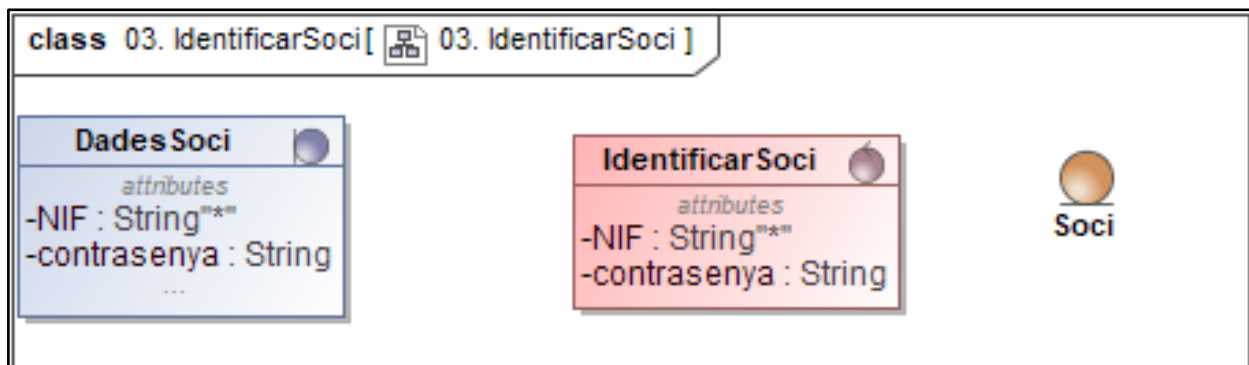 class 03. IdentificarSoci[ 03. IdentificarSoci ]
DadesSoci
attributes
-NIF : String"*"
-contrasenya : String
...
IdentificarSoci
attributes
-NIF : String"*"
-contrasenya : String
Soci